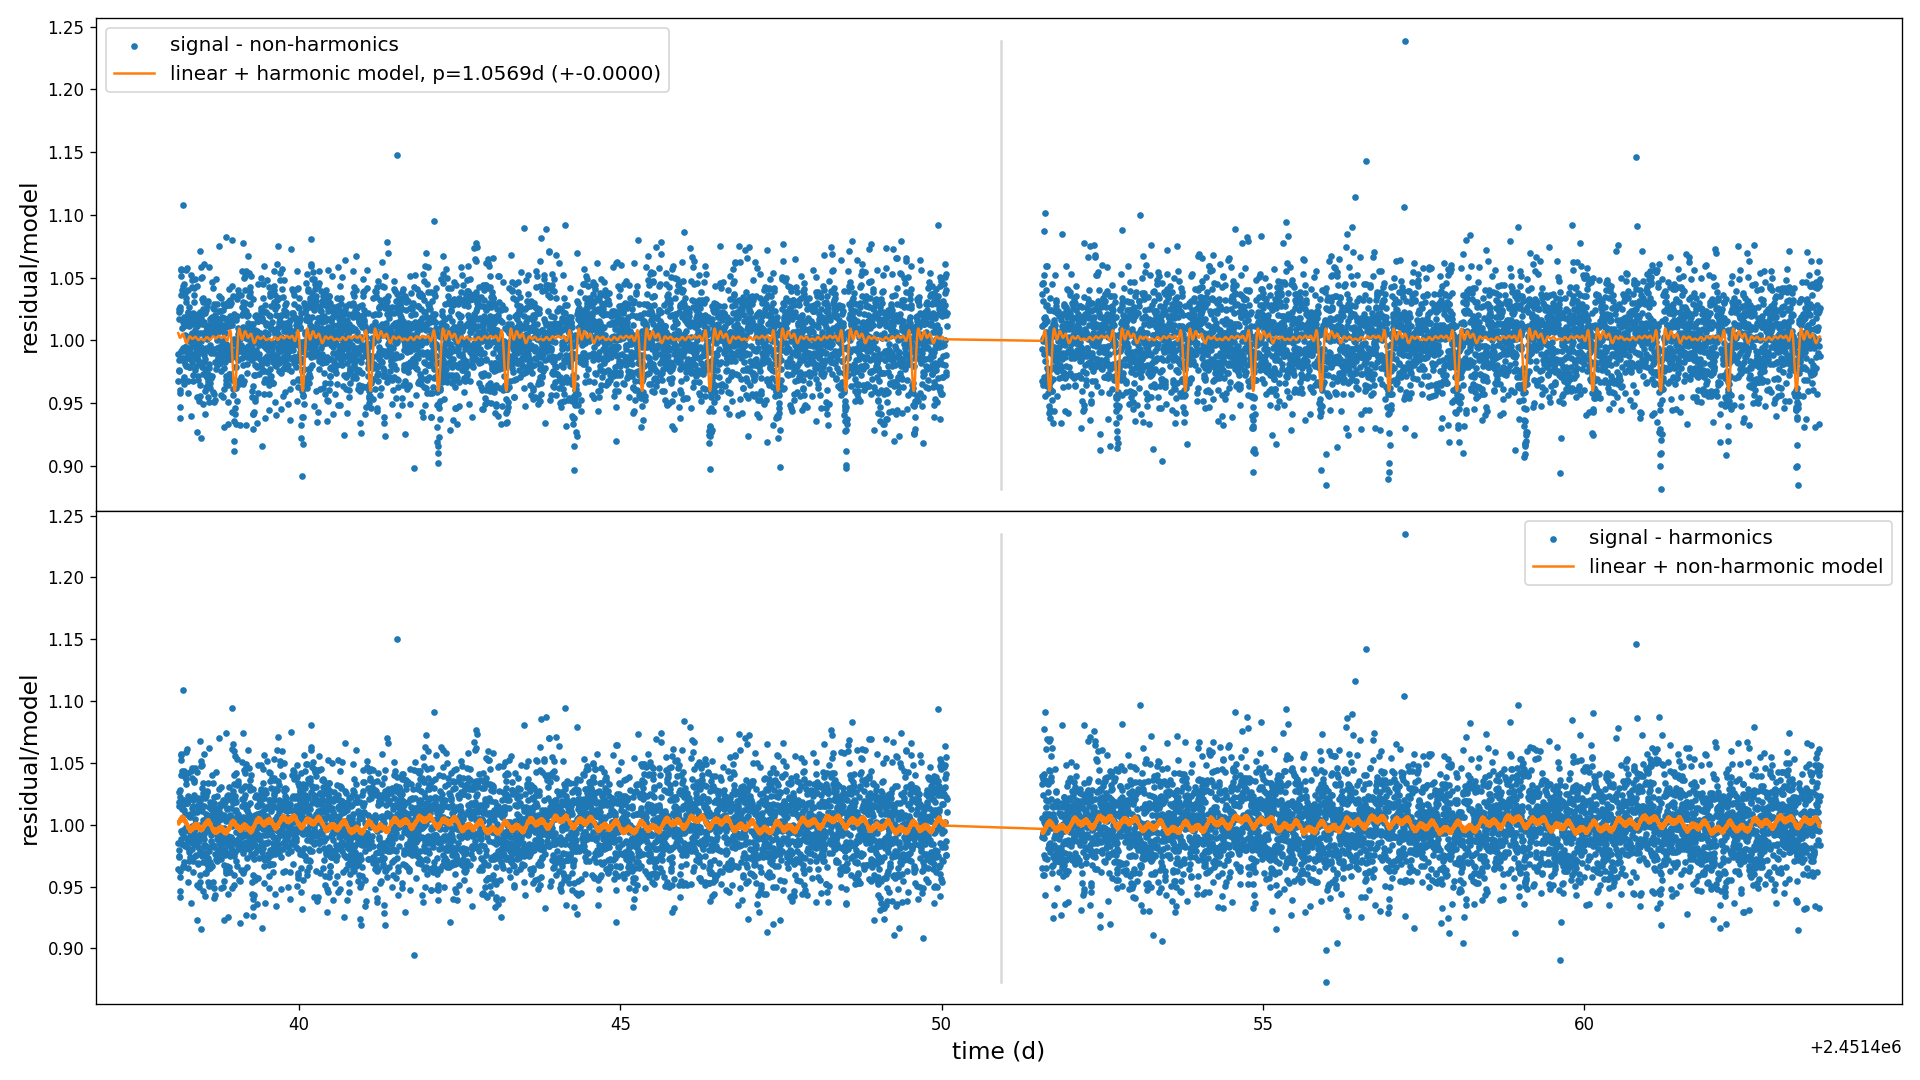 1.25
1.20
1.15
1.10
1.05
1.00
0.95
0.90
residual/model
signal - non-harmonics
linear + harmonic model, p=1.0569d (+-0.0000)
1.25
1.20
1.15
1.10
1.05
1.00
0.95
0.90
residual/model
signal - harmonics
linear + non-harmonic model
40 45 50 55 60
time (d)
+2.4514e6